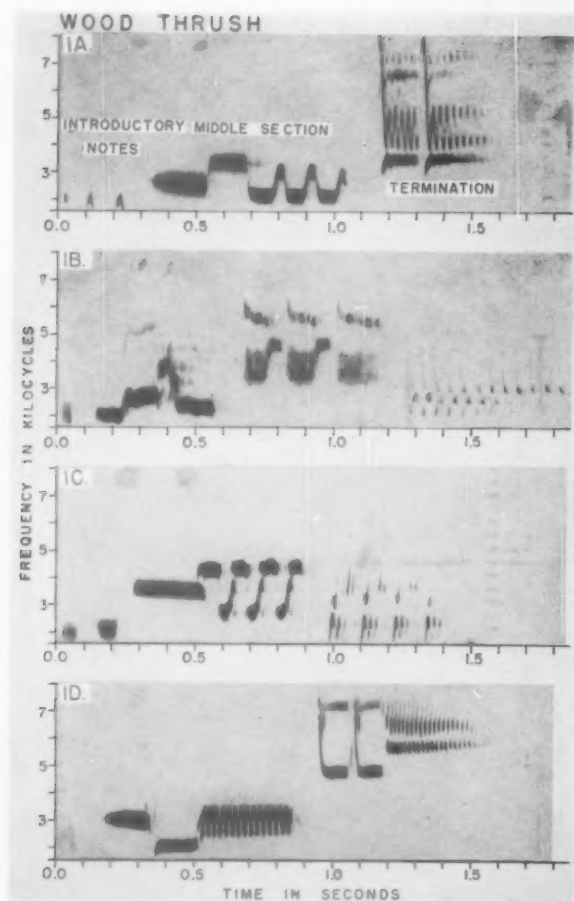 WOOD THRUSH
FREQUENCY IN KILOCYCLES
1A.
7
5
3
INTRODUCTORY MIDDLE SECTION
NOTES
TERMINATION
0.0 0.5 1.0 1.5
1B.
7
5
3
0.0 0.5 1.0 1.5
1C.
7
5
3
0.0 0.5 1.0 1.5
1D.
7
5
3
0.0 0.5 1.0 1.5
TIME IN SECONDS